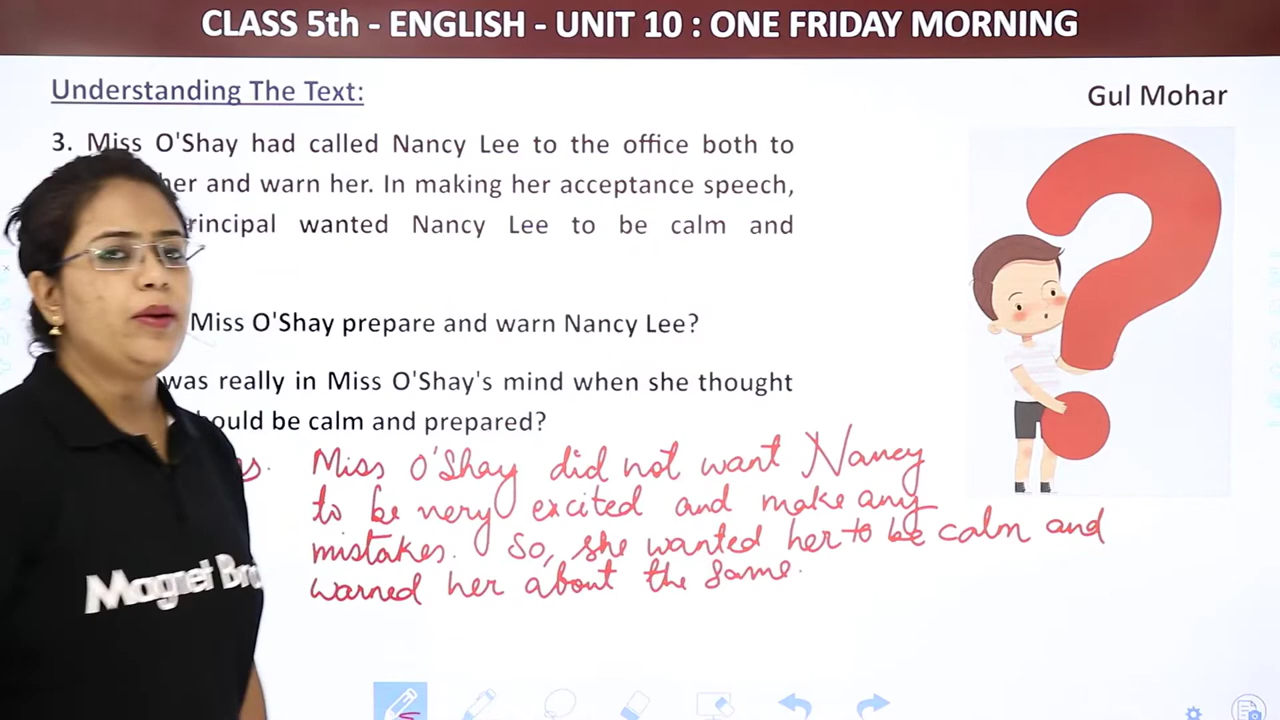 CLASS 5th - ENGLISH - UNIT 10 : ONE FRIDAY MORNING
Understanding The Text:
Gul Mohar
3. Miss O'Shay had called Nancy Lee to the office both to
her and warn her. In making her acceptance speech,
wanted Nancy Lee to be calm and
Miss O'Shay prepare and warn Nancy Lee?
was really in Miss O'Shay's mind when she thought
be calm and prepared?
Miss O'Shay did not want Nancy
to be very excited and make any
mistakes. So, she wanted her to be calm and
warned her about the same.
Magnet